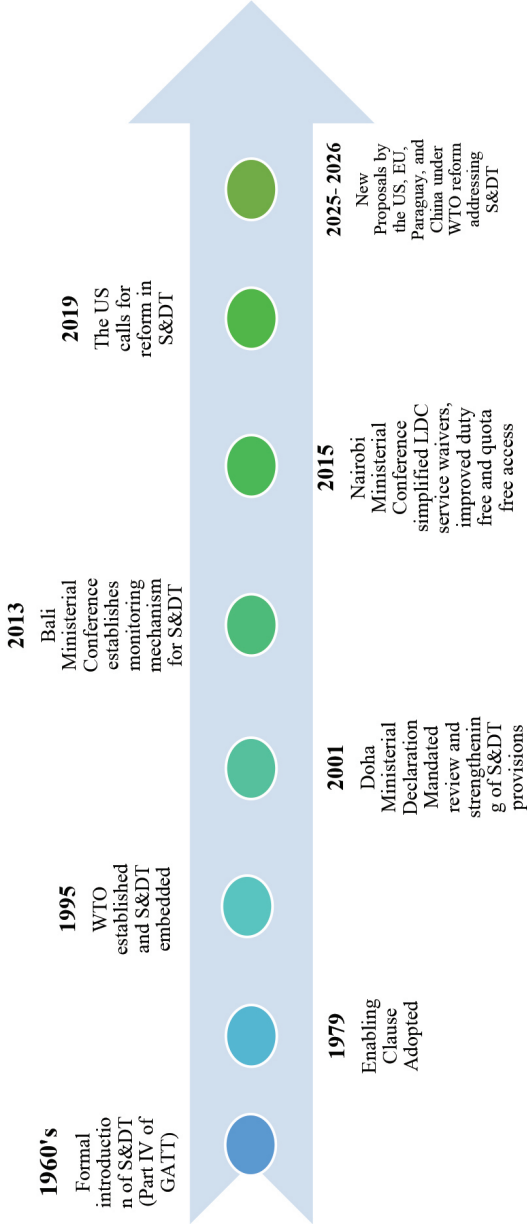 1960's
Formal
introductio
n of S&DT
(Part IV of
GATT)
1979
Enabling
Clause
Adopted
1995
WTO
established
and S&DT
embedded
2001
Doha
Ministerial
Declaration
Mandated
review and
strengthenin
g of S&DT
provisions
2013
Bali
Ministerial
Conference
establishes
monitoring
mechanism
for S&DT
2015
Nairobi
Ministerial
Conference
simplified LDC
service waivers,
improved duty
free and quota
free access
2019
The US
calls for
reform in
S&DT
2025- 2026
New
Proposals by
the US, EU,
Paraguay, and
China under
WTO reform
addressing
S&DT